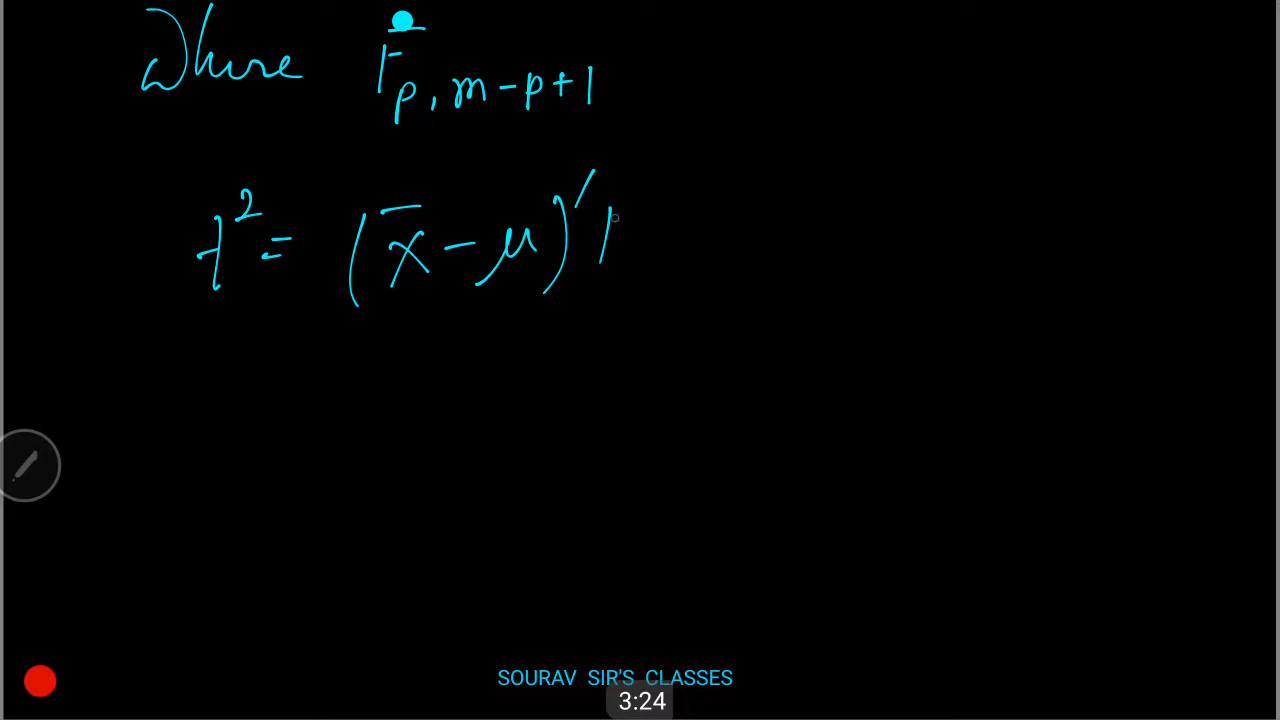 Where F p, m-p+1
t² = (x̄ - μ)'
SOURAV SIR'S CLASSES
3:24